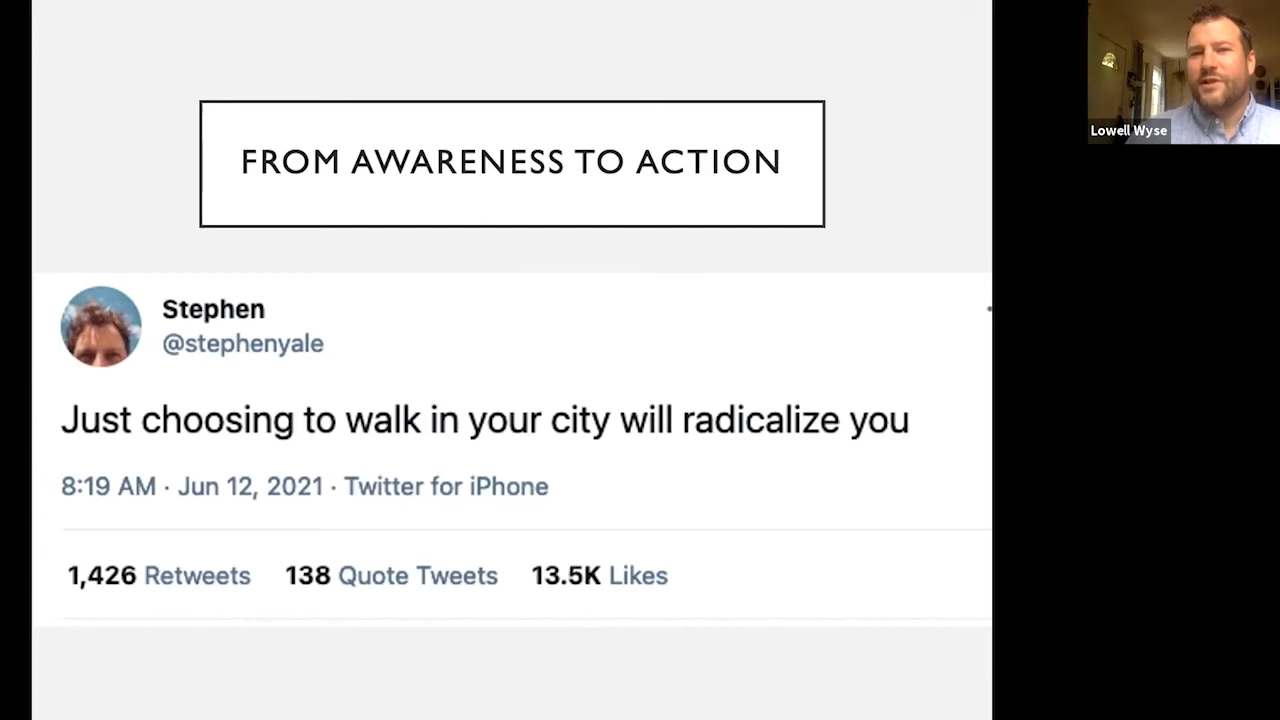 FROM AWARENESS TO ACTION
Stephen
@stephenyale
Just choosing to walk in your city will radicalize you
8:19 AM · Jun 12, 2021 · Twitter for iPhone
1,426 Retweets 138 Quote Tweets 13.5K Likes
Lowell Wyse